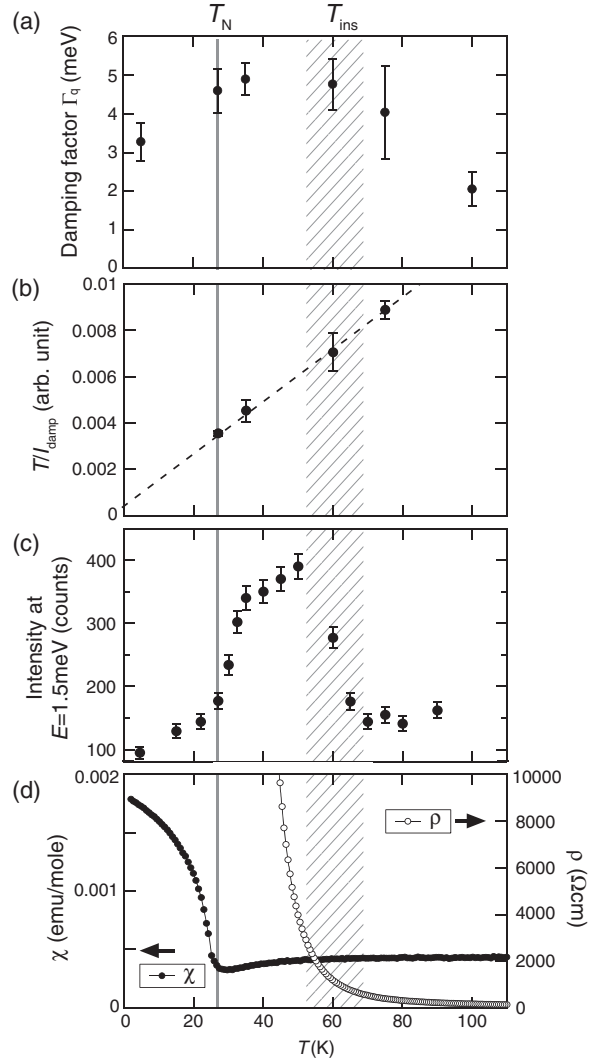 T_N T_ins
(a)
Damping factor Γ_q (meV)
6
5
4
3
2
1
0
(b)
T/I_damp (arb. unit)
0.01
0.008
0.006
0.004
0.002
0
(c)
Intensity at
E=1.5meV (counts)
400
300
200
100
(d)
χ (emu/mole)
0.002
0.001
0
χ
ρ
10000
8000
6000
4000
2000
0
ρ (Ωcm)
0 20 40 60 80 100
T(K)